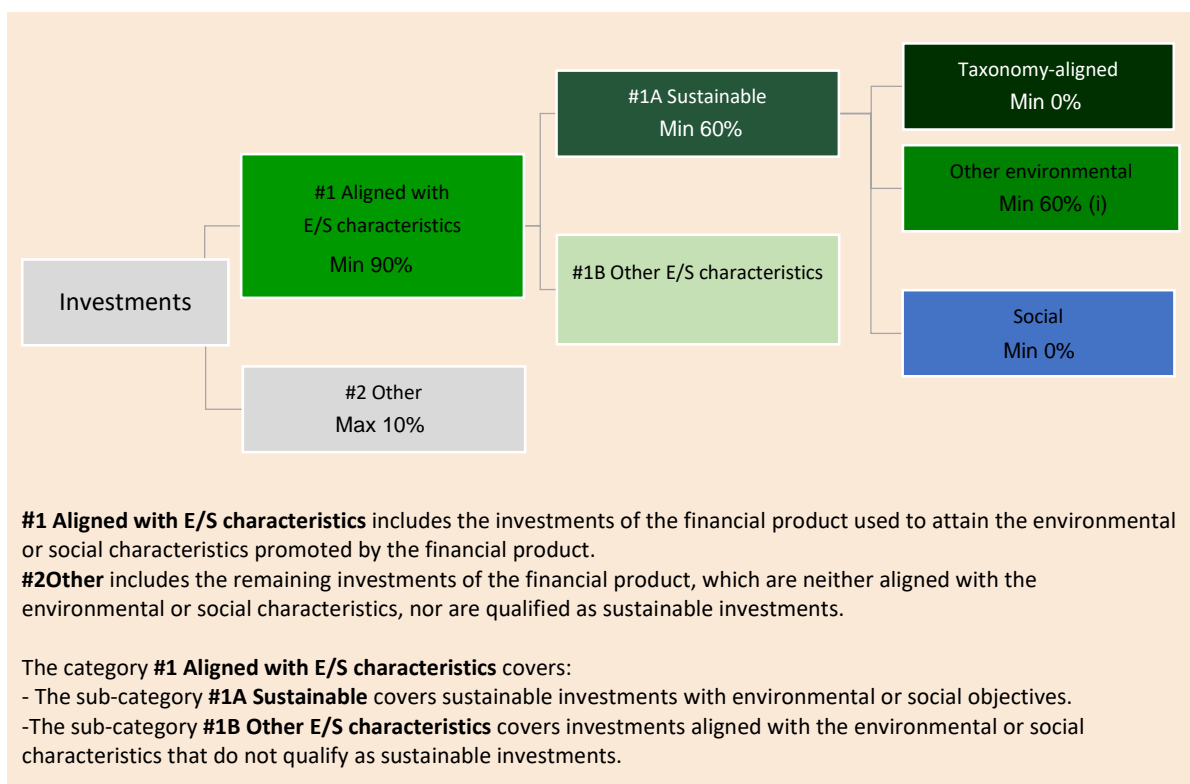 Investments
#1 Aligned with
E/S characteristics
Min 90%
#2 Other
Max 10%
#1A Sustainable
Min 60%
#1B Other E/S characteristics
Taxonomy-aligned
Min 0%
Other environmental
Min 60% (i)
Social
Min 0%
#1 Aligned with E/S characteristics includes the investments of the financial product used to attain the environmental
or social characteristics promoted by the financial product.
#2Other includes the remaining investments of the financial product, which are neither aligned with the
environmental or social characteristics, nor are qualified as sustainable investments.
The category #1 Aligned with E/S characteristics covers:
- The sub-category #1A Sustainable covers sustainable investments with environmental or social objectives.
-The sub-category #1B Other E/S characteristics covers investments aligned with the environmental or social
characteristics that do not qualify as sustainable investments.